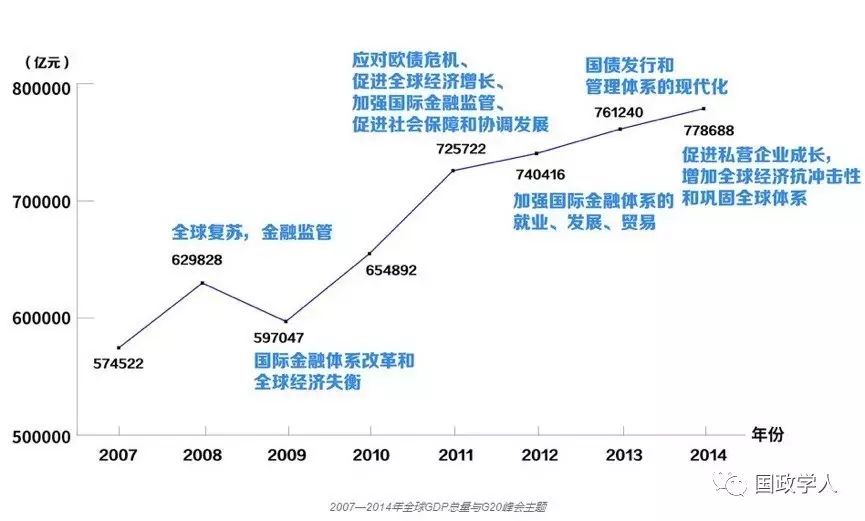 （亿元）
800000
700000
600000
500000
应对欧债危机、
促进全球经济增长、
加强国际金融监管、
促进社会保障和协调发展
725722
国债发行和
管理体系的现代化
761240
778688
促进私营企业成长，
增加全球经济抗冲击性
和巩固全球体系
740416
加强国际金融体系的
就业、发展、贸易
全球复苏，金融监管
629828
654892
597047
国际金融体系改革和
全球经济失衡
574522
2007
2008
2009
2010
2011
2012
2013
2014
年份
国政学人
2007—2014年全球GDP总量与G20峰会主题